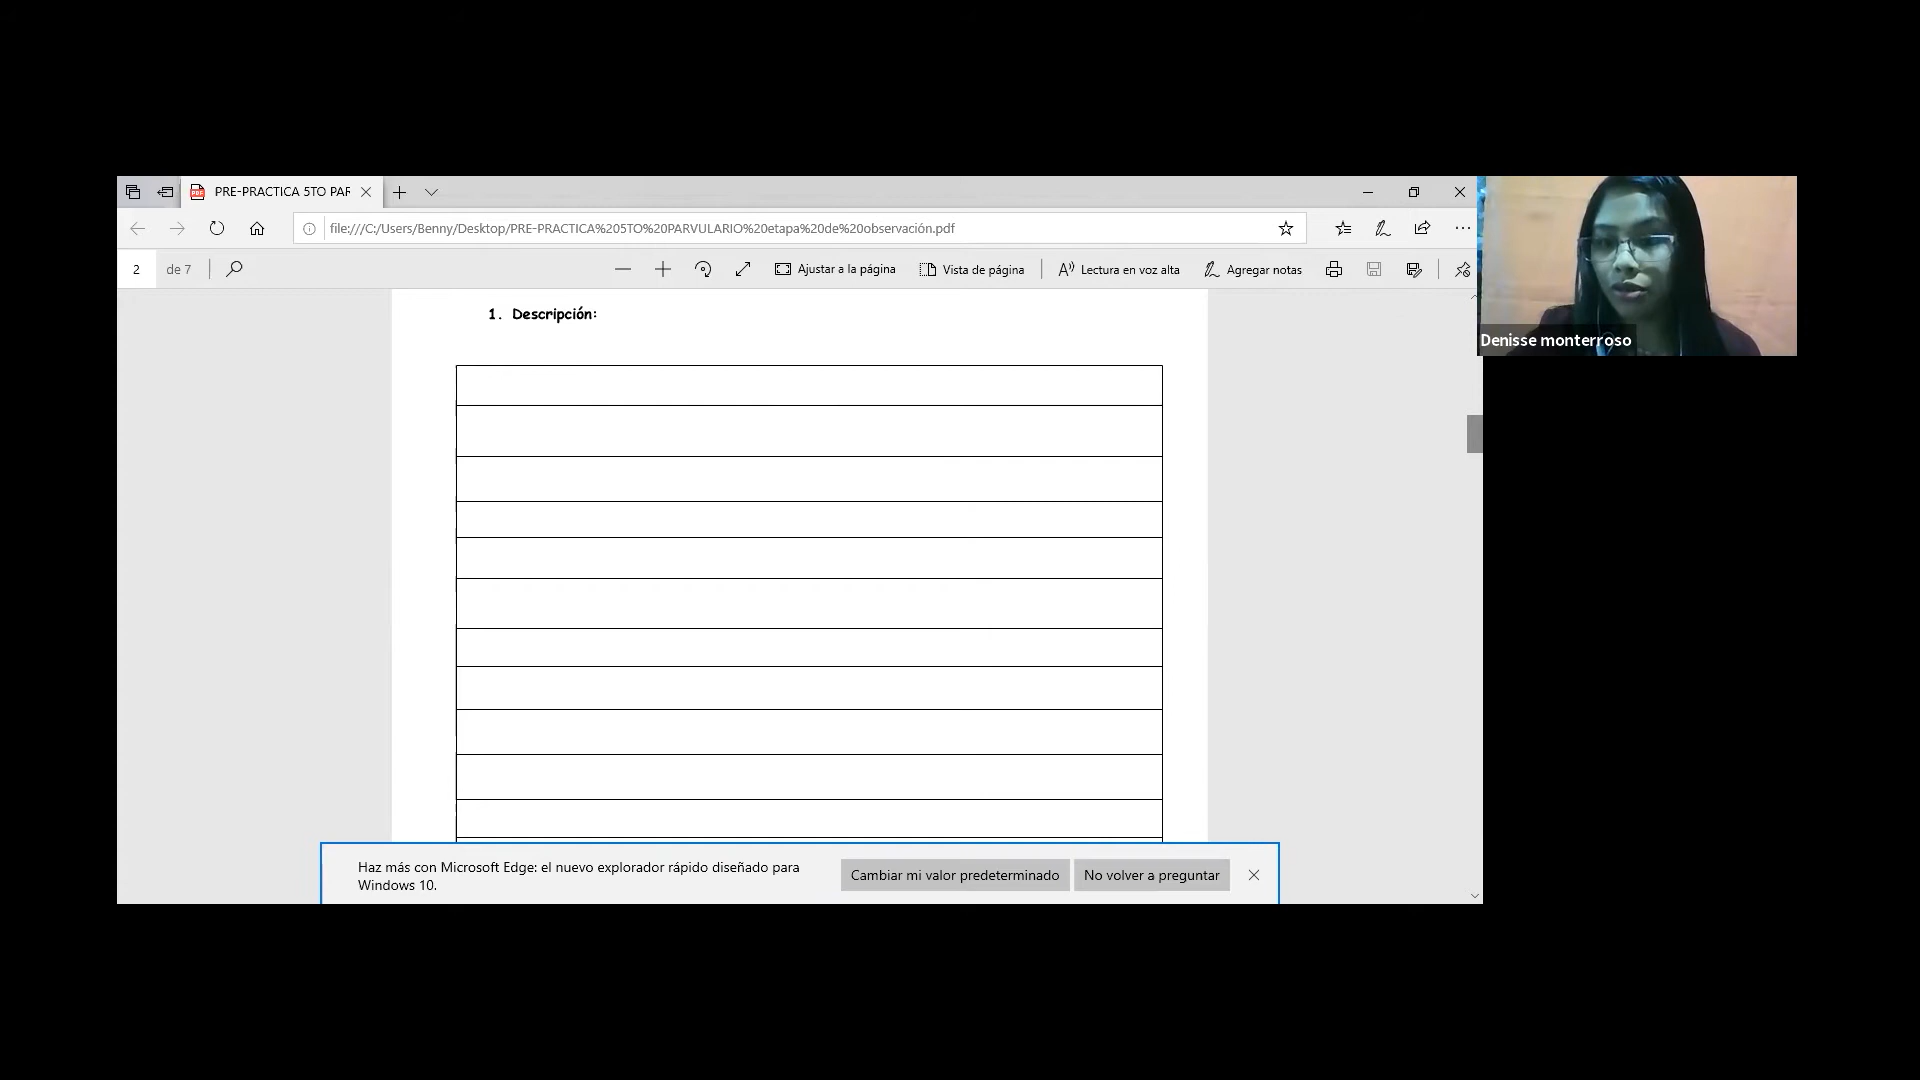 PRE-PRACTICA 5TO PAR
file:///C:/Users/Benny/Desktop/PRE-PRACTICA%205TO%20PARVULARIO%20etapa%20de%20observación.pdf
2 de 7 Ajustar a la página Vista de página Lectura en voz alta Agregar notas
Denisse monterroso
1. Descripción:
Haz más con Microsoft Edge: el nuevo explorador rápido diseñado para
Windows 10.
Cambiar mi valor predeterminado No volver a preguntar